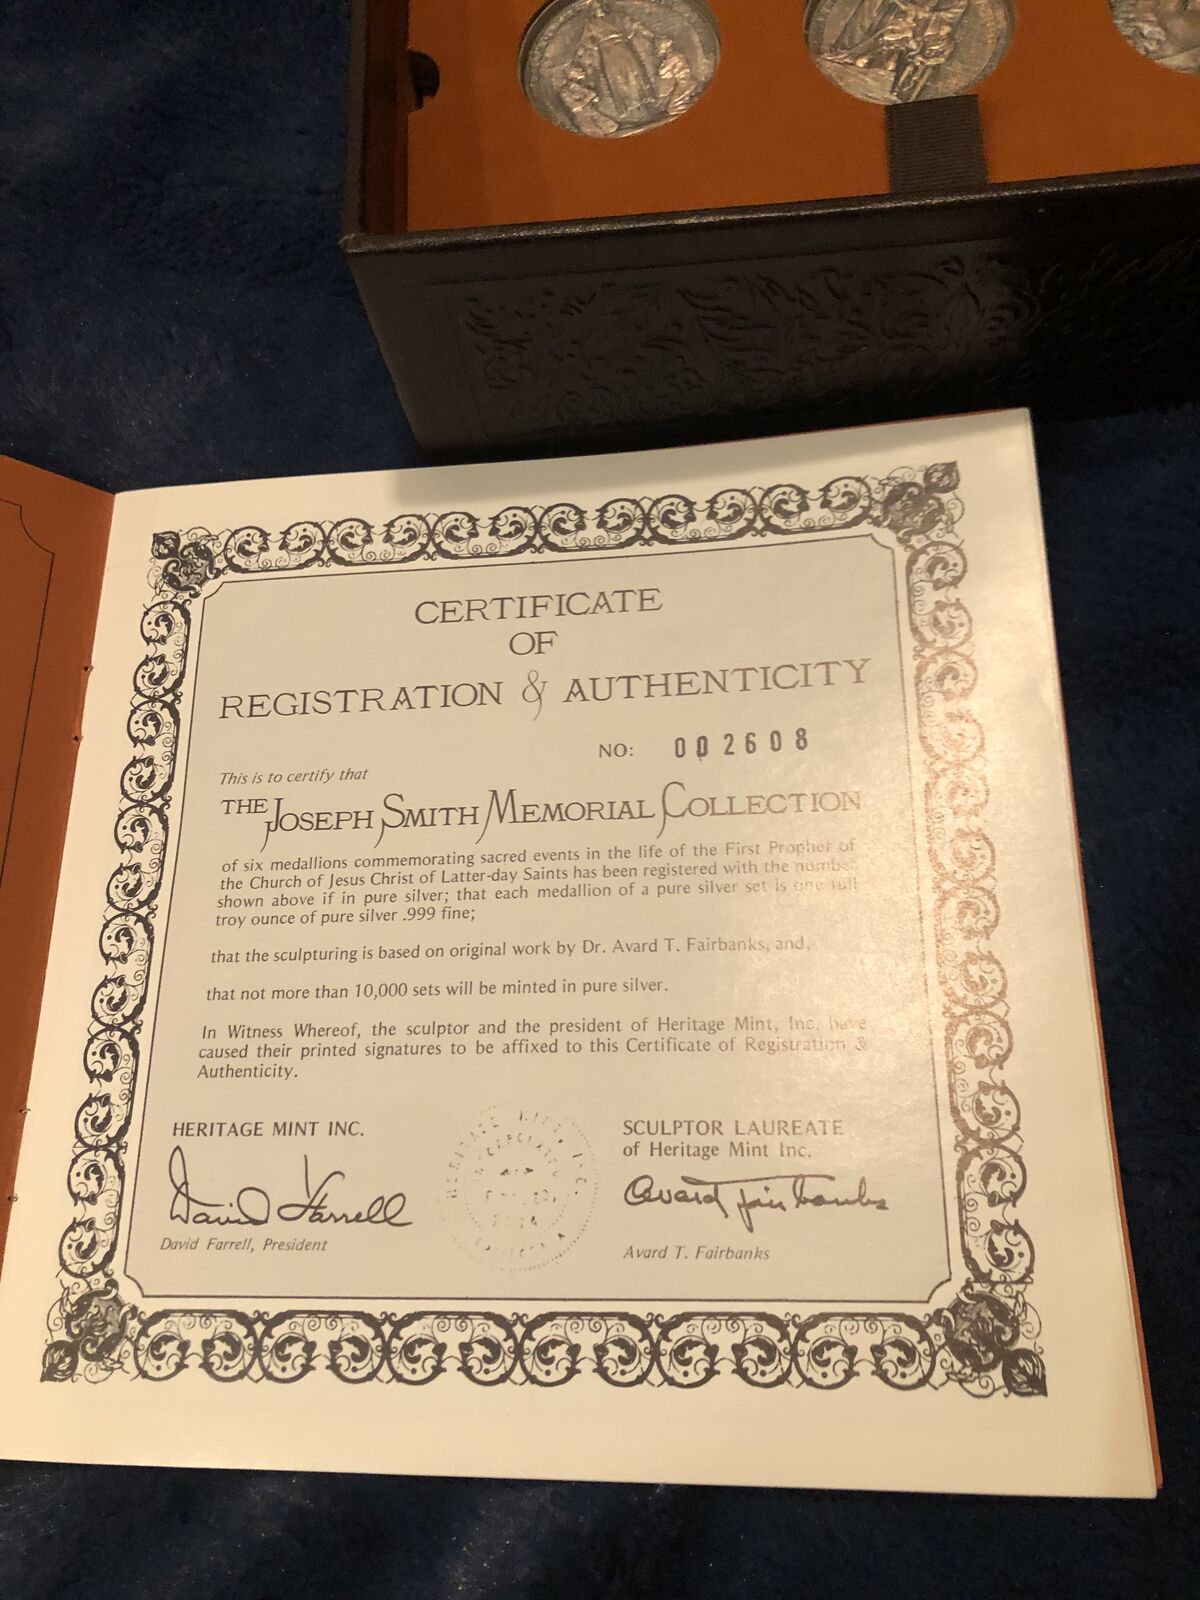 CERTIFICATE
OF
REGISTRATION & AUTHENTICITY
NO: 002608
This is to certify that
THE JOSEPH SMITH MEMORIAL COLLECTION
of six medallions commemorating sacred events in the life of the First Prophet of
the Church of Jesus Christ of Latter-day Saints has been registered with the number
shown above if in pure silver; that each medallion of a pure silver set is one full
troy ounce of pure silver .999 fine;
that the sculpturing is based on original work by Dr. Avard T. Fairbanks, and,
that not more than 10,000 sets will be minted in pure silver.
In Witness Whereof, the sculptor and the president of Heritage Mint, Inc. have
caused their printed signatures to be affixed to this Certificate of Registration &
Authenticity.
HERITAGE MINT INC.
David Farrell
David Farrell, President
HERITAGE MINT, INC.
INCORPORATED
SCULPTOR LAUREATE
of Heritage Mint Inc.
Avard Fairbanks
Avard T. Fairbanks